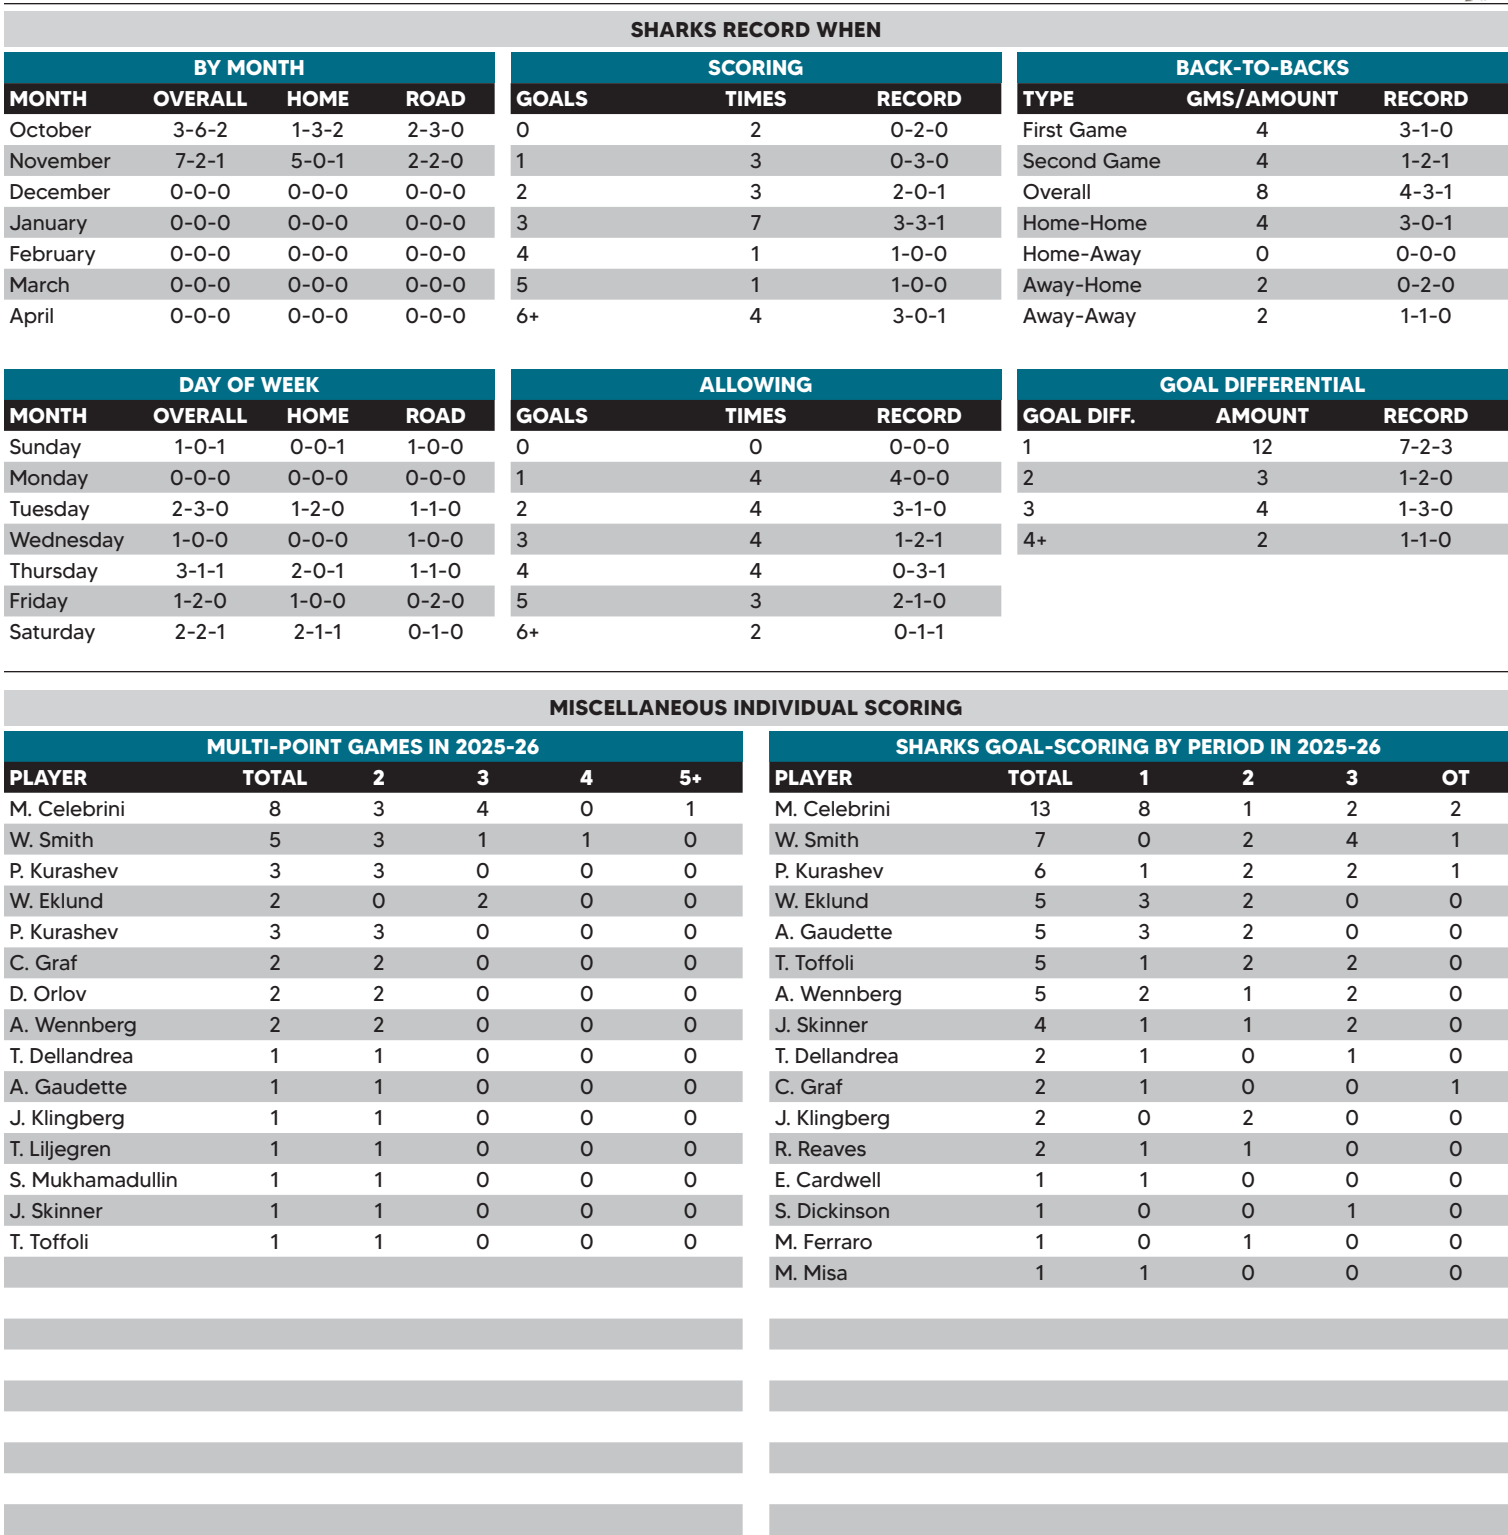 SHARKS RECORD WHEN
BY MONTH
MONTH OVERALL HOME ROAD
October 3-6-2 1-3-2 2-3-0
November 7-2-1 5-0-1 2-2-0
December 0-0-0 0-0-0 0-0-0
January 0-0-0 0-0-0 0-0-0
February 0-0-0 0-0-0 0-0-0
March 0-0-0 0-0-0 0-0-0
April 0-0-0 0-0-0 0-0-0
SCORING
GOALS TIMES RECORD
0 2 0-2-0
1 3 0-3-0
2 3 2-0-1
3 7 3-3-1
4 1 1-0-0
5 1 1-0-0
6+ 4 3-0-1
BACK-TO-BACKS
TYPE GMS/AMOUNT RECORD
First Game 4 3-1-0
Second Game 4 1-2-1
Overall 8 4-3-1
Home-Home 4 3-0-1
Home-Away 0 0-0-0
Away-Home 2 0-2-0
Away-Away 2 1-1-0
DAY OF WEEK
MONTH OVERALL HOME ROAD
Sunday 1-0-1 0-0-1 1-0-0
Monday 0-0-0 0-0-0 0-0-0
Tuesday 2-3-0 1-2-0 1-1-0
Wednesday 1-0-0 0-0-0 1-0-0
Thursday 3-1-1 2-0-1 1-1-0
Friday 1-2-0 1-0-0 0-2-0
Saturday 2-2-1 2-1-1 0-1-0
ALLOWING
GOALS TIMES RECORD
0 0 0-0-0
1 4 4-0-0
2 4 3-1-0
3 4 1-2-1
4 4 0-3-1
5 3 2-1-0
6+ 2 0-1-1
GOAL DIFFERENTIAL
GOAL DIFF. AMOUNT RECORD
1 12 7-2-3
2 3 1-2-0
3 4 1-3-0
4+ 2 1-1-0
MISCELLANEOUS INDIVIDUAL SCORING
MULTI-POINT GAMES IN 2025-26
PLAYER TOTAL 2 3 4 5+
M. Celebrini 8 3 4 0 1
W. Smith 5 3 1 1 0
P. Kurashev 3 3 0 0 0
W. Eklund 2 0 2 0 0
P. Kurashev 3 3 0 0 0
C. Graf 2 2 0 0 0
D. Orlov 2 2 0 0 0
A. Wennberg 2 2 0 0 0
T. Dellandrea 1 1 0 0 0
A. Gaudette 1 1 0 0 0
J. Klingberg 1 1 0 0 0
T. Liljegren 1 1 0 0 0
S. Mukhamadullin 1 1 0 0 0
J. Skinner 1 1 0 0 0
T. Toffoli 1 1 0 0 0
SHARKS GOAL-SCORING BY PERIOD IN 2025-26
PLAYER TOTAL 1 2 3 OT
M. Celebrini 13 8 1 2 2
W. Smith 7 0 2 4 1
P. Kurashev 6 1 2 2 1
W. Eklund 5 3 2 0 0
A. Gaudette 5 3 2 0 0
T. Toffoli 5 1 2 2 0
A. Wennberg 5 2 1 2 0
J. Skinner 4 1 1 2 0
T. Dellandrea 2 1 0 1 0
C. Graf 2 1 0 0 1
J. Klingberg 2 0 2 0 0
R. Reaves 2 1 1 0 0
E. Cardwell 1 1 0 0 0
S. Dickinson 1 0 0 1 0
M. Ferraro 1 0 1 0 0
M. Misa 1 1 0 0 0